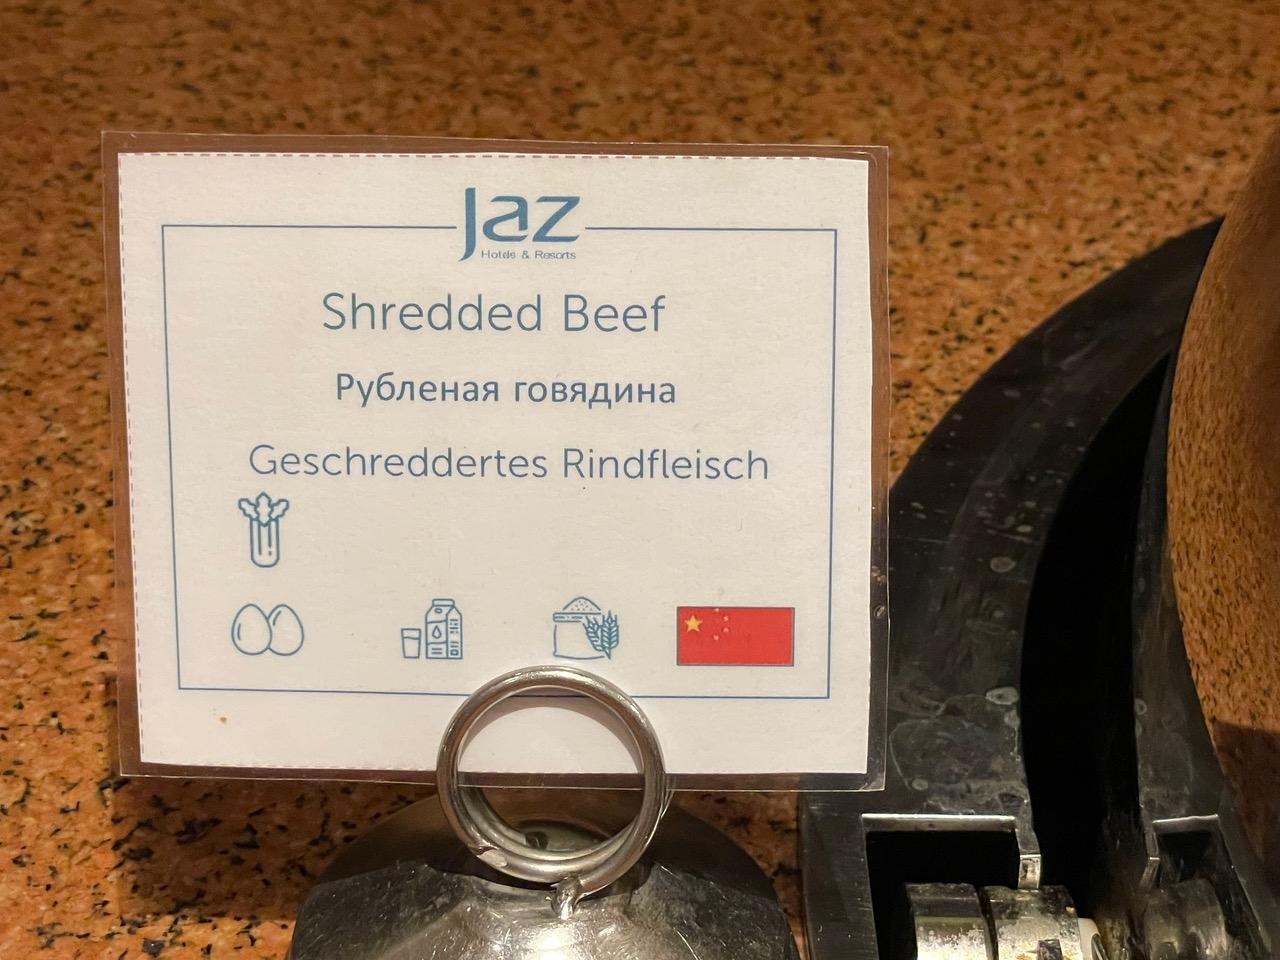 Jaz
Hotels & Resorts
Shredded Beef
Рубленая говядина
Geschreddertes Rindfleisch